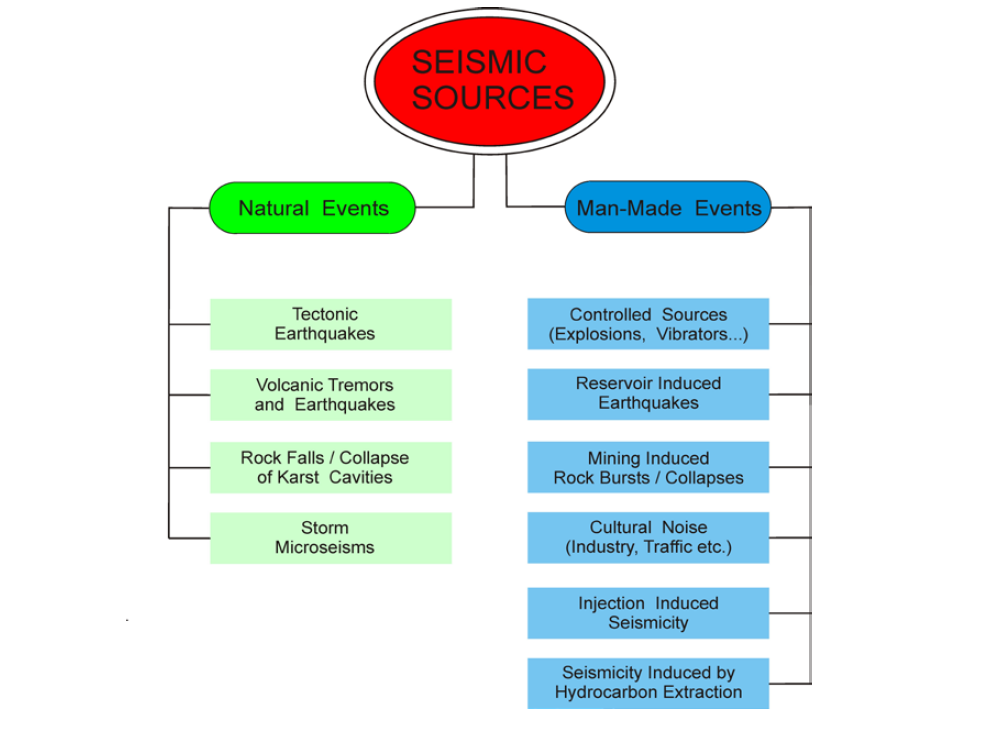 SEISMIC
SOURCES
Natural Events
Man-Made Events
Tectonic
Earthquakes
Volcanic Tremors
and Earthquakes
Rock Falls / Collapse
of Karst Cavities
Storm
Microseisms
Controlled Sources
(Explosions, Vibrators...)
Reservoir Induced
Earthquakes
Mining Induced
Rock Bursts / Collapses
Cultural Noise
(Industry, Traffic etc.)
Injection Induced
Seismicity
Seismicity Induced by
Hydrocarbon Extraction